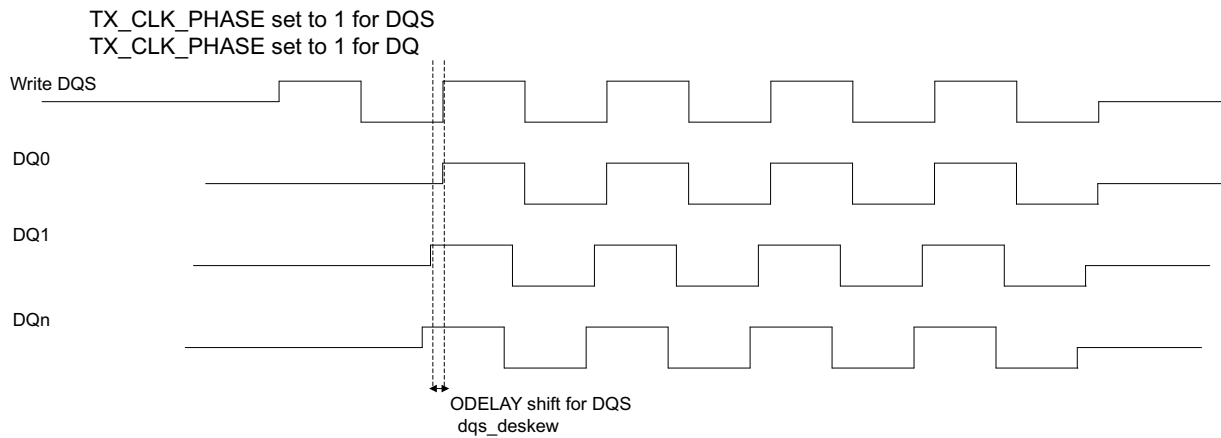 TX_CLK_PHASE set to 1 for DQS
TX_CLK_PHASE set to 1 for DQ
Write DQS
DQ0
DQ1
DQn
ODELAY shift for DQS
dqs_deskew